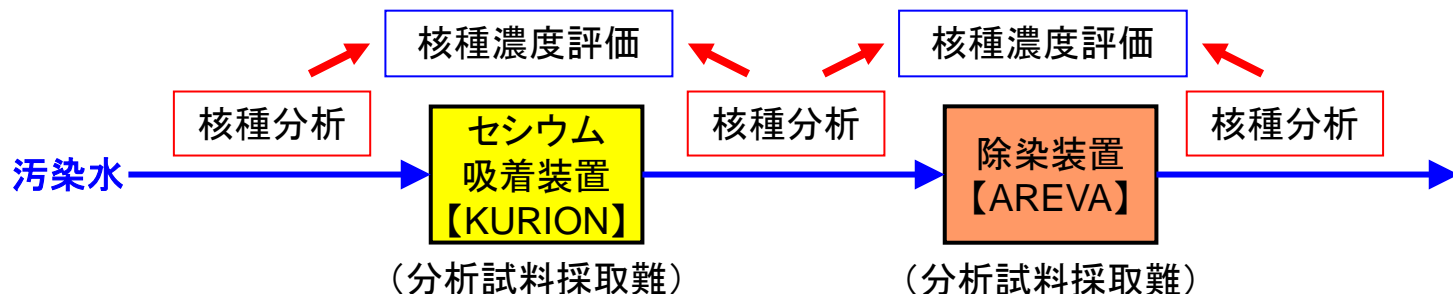 核種濃度評価
核種濃度評価
核種分析
核種分析
核種分析
汚染水
セシウム
吸着装置
【KURION】
除染装置
【AREVA】
（分析試料採取難）
（分析試料採取難）